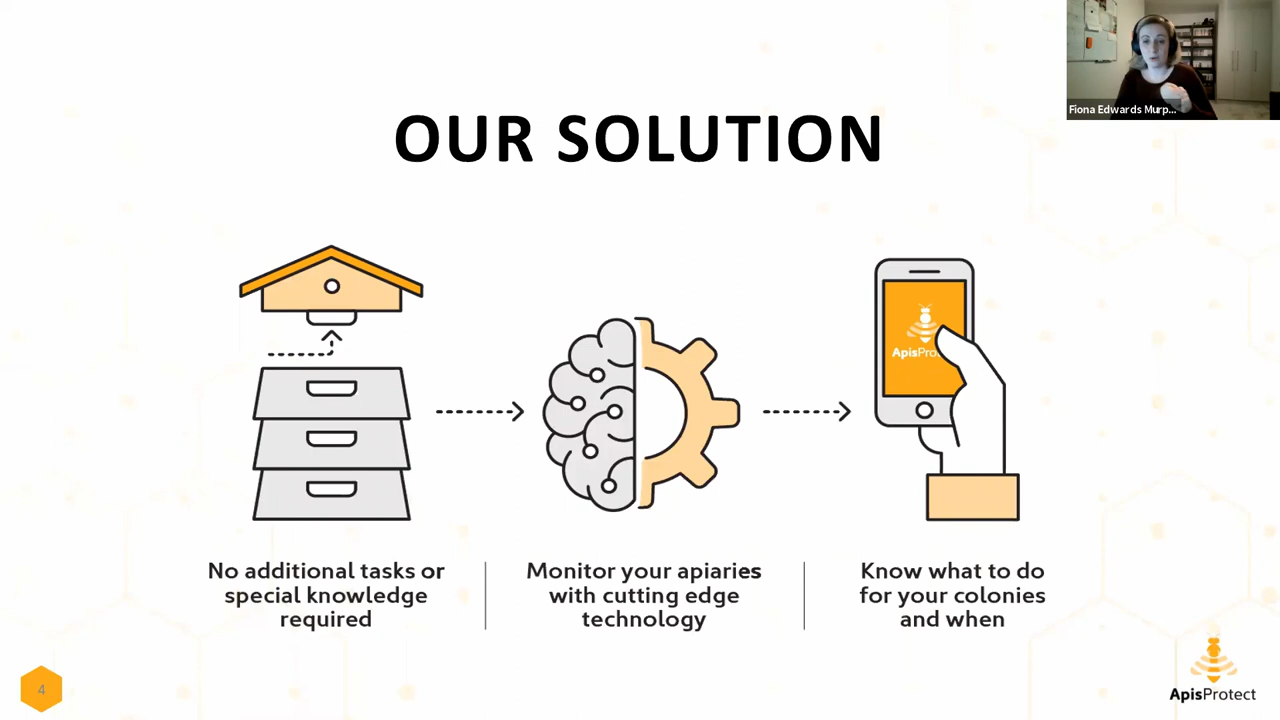 Fiona Edwards Murp...
OUR SOLUTION
ApisPro
No additional tasks or
special knowledge
required
Monitor your apiaries
with cutting edge
technology
Know what to do
for your colonies
and when
4
ApisProtect